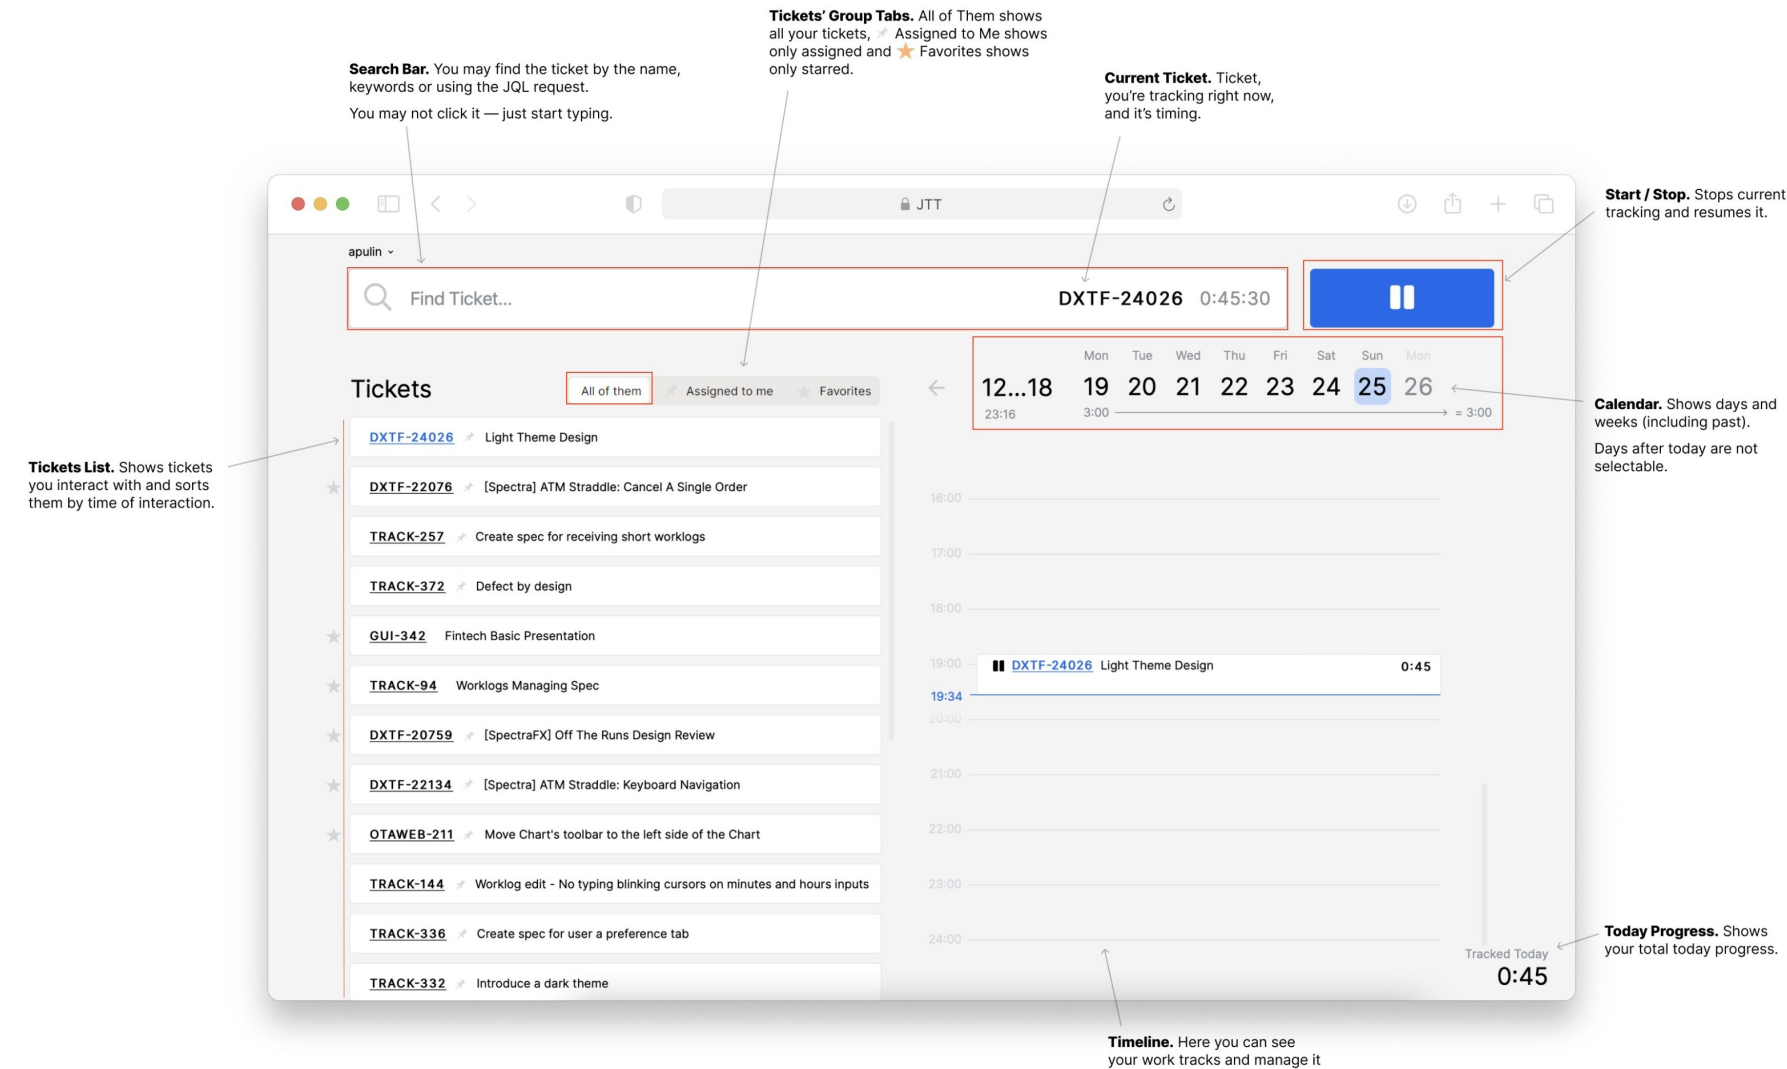 Tickets' Group Tabs. All of Them shows
all your tickets, Assigned to Me shows
only assigned and Favorites shows
only starred.
Search Bar. You may find the ticket by the name,
keywords or using the JQL request.
You may not click it — just start typing.
Current Ticket. Ticket,
you're tracking right now,
and it's timing.
Start / Stop. Stops current
tracking and resumes it.
JTT
apulin
Find Ticket...
DXTF-24026 0:45:30
Tickets
All of them
Assigned to me
Favorites
Mon Tue Wed Thu Fri Sat Sun Mon
12...18 19 20 21 22 23 24 25 26
23:16 3:00 = 3:00
Calendar. Shows days and
weeks (including past).
Days after today are not
selectable.
Tickets List. Shows tickets
you interact with and sorts
them by time of interaction.
DXTF-24026 Light Theme Design
DXTF-22076 [Spectra] ATM Straddle: Cancel A Single Order
TRACK-257 Create spec for receiving short worklogs
TRACK-372 Defect by design
GUI-342 Fintech Basic Presentation
TRACK-94 Worklogs Managing Spec
DXTF-20759 [SpectraFX] Off The Runs Design Review
DXTF-22134 [Spectra] ATM Straddle: Keyboard Navigation
OTAWEB-211 Move Chart's toolbar to the left side of the Chart
TRACK-144 Worklog edit - No typing blinking cursors on minutes and hours inputs
TRACK-336 Create spec for user a preference tab
TRACK-332 Introduce a dark theme
16:00
17:00
18:00
19:00
DXTF-24026 Light Theme Design 0:45
19:34
20:00
21:00
22:00
23:00
24:00
Tracked Today
0:45
Today Progress. Shows
your total today progress.
Timeline. Here you can see
your work tracks and manage it